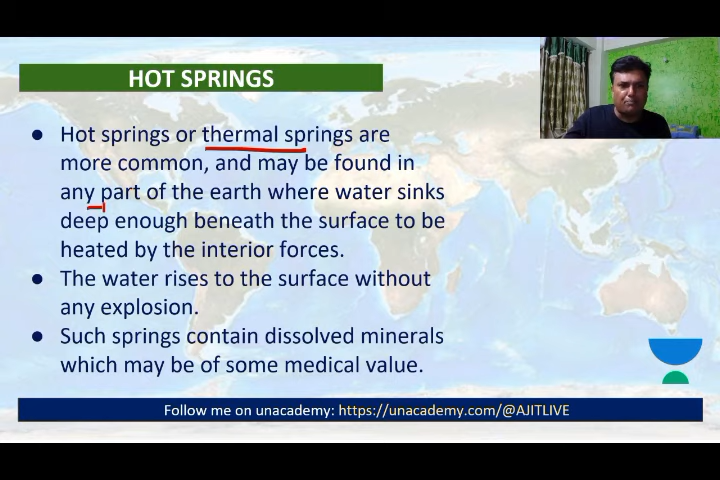 HOT SPRINGS
● Hot springs or thermal springs are
more common, and may be found in
any part of the earth where water sinks
deep enough beneath the surface to be
heated by the interior forces.
● The water rises to the surface without
any explosion.
● Such springs contain dissolved minerals
which may be of some medical value.
Follow me on unacademy: https://unacademy.com/@AJITLIVE